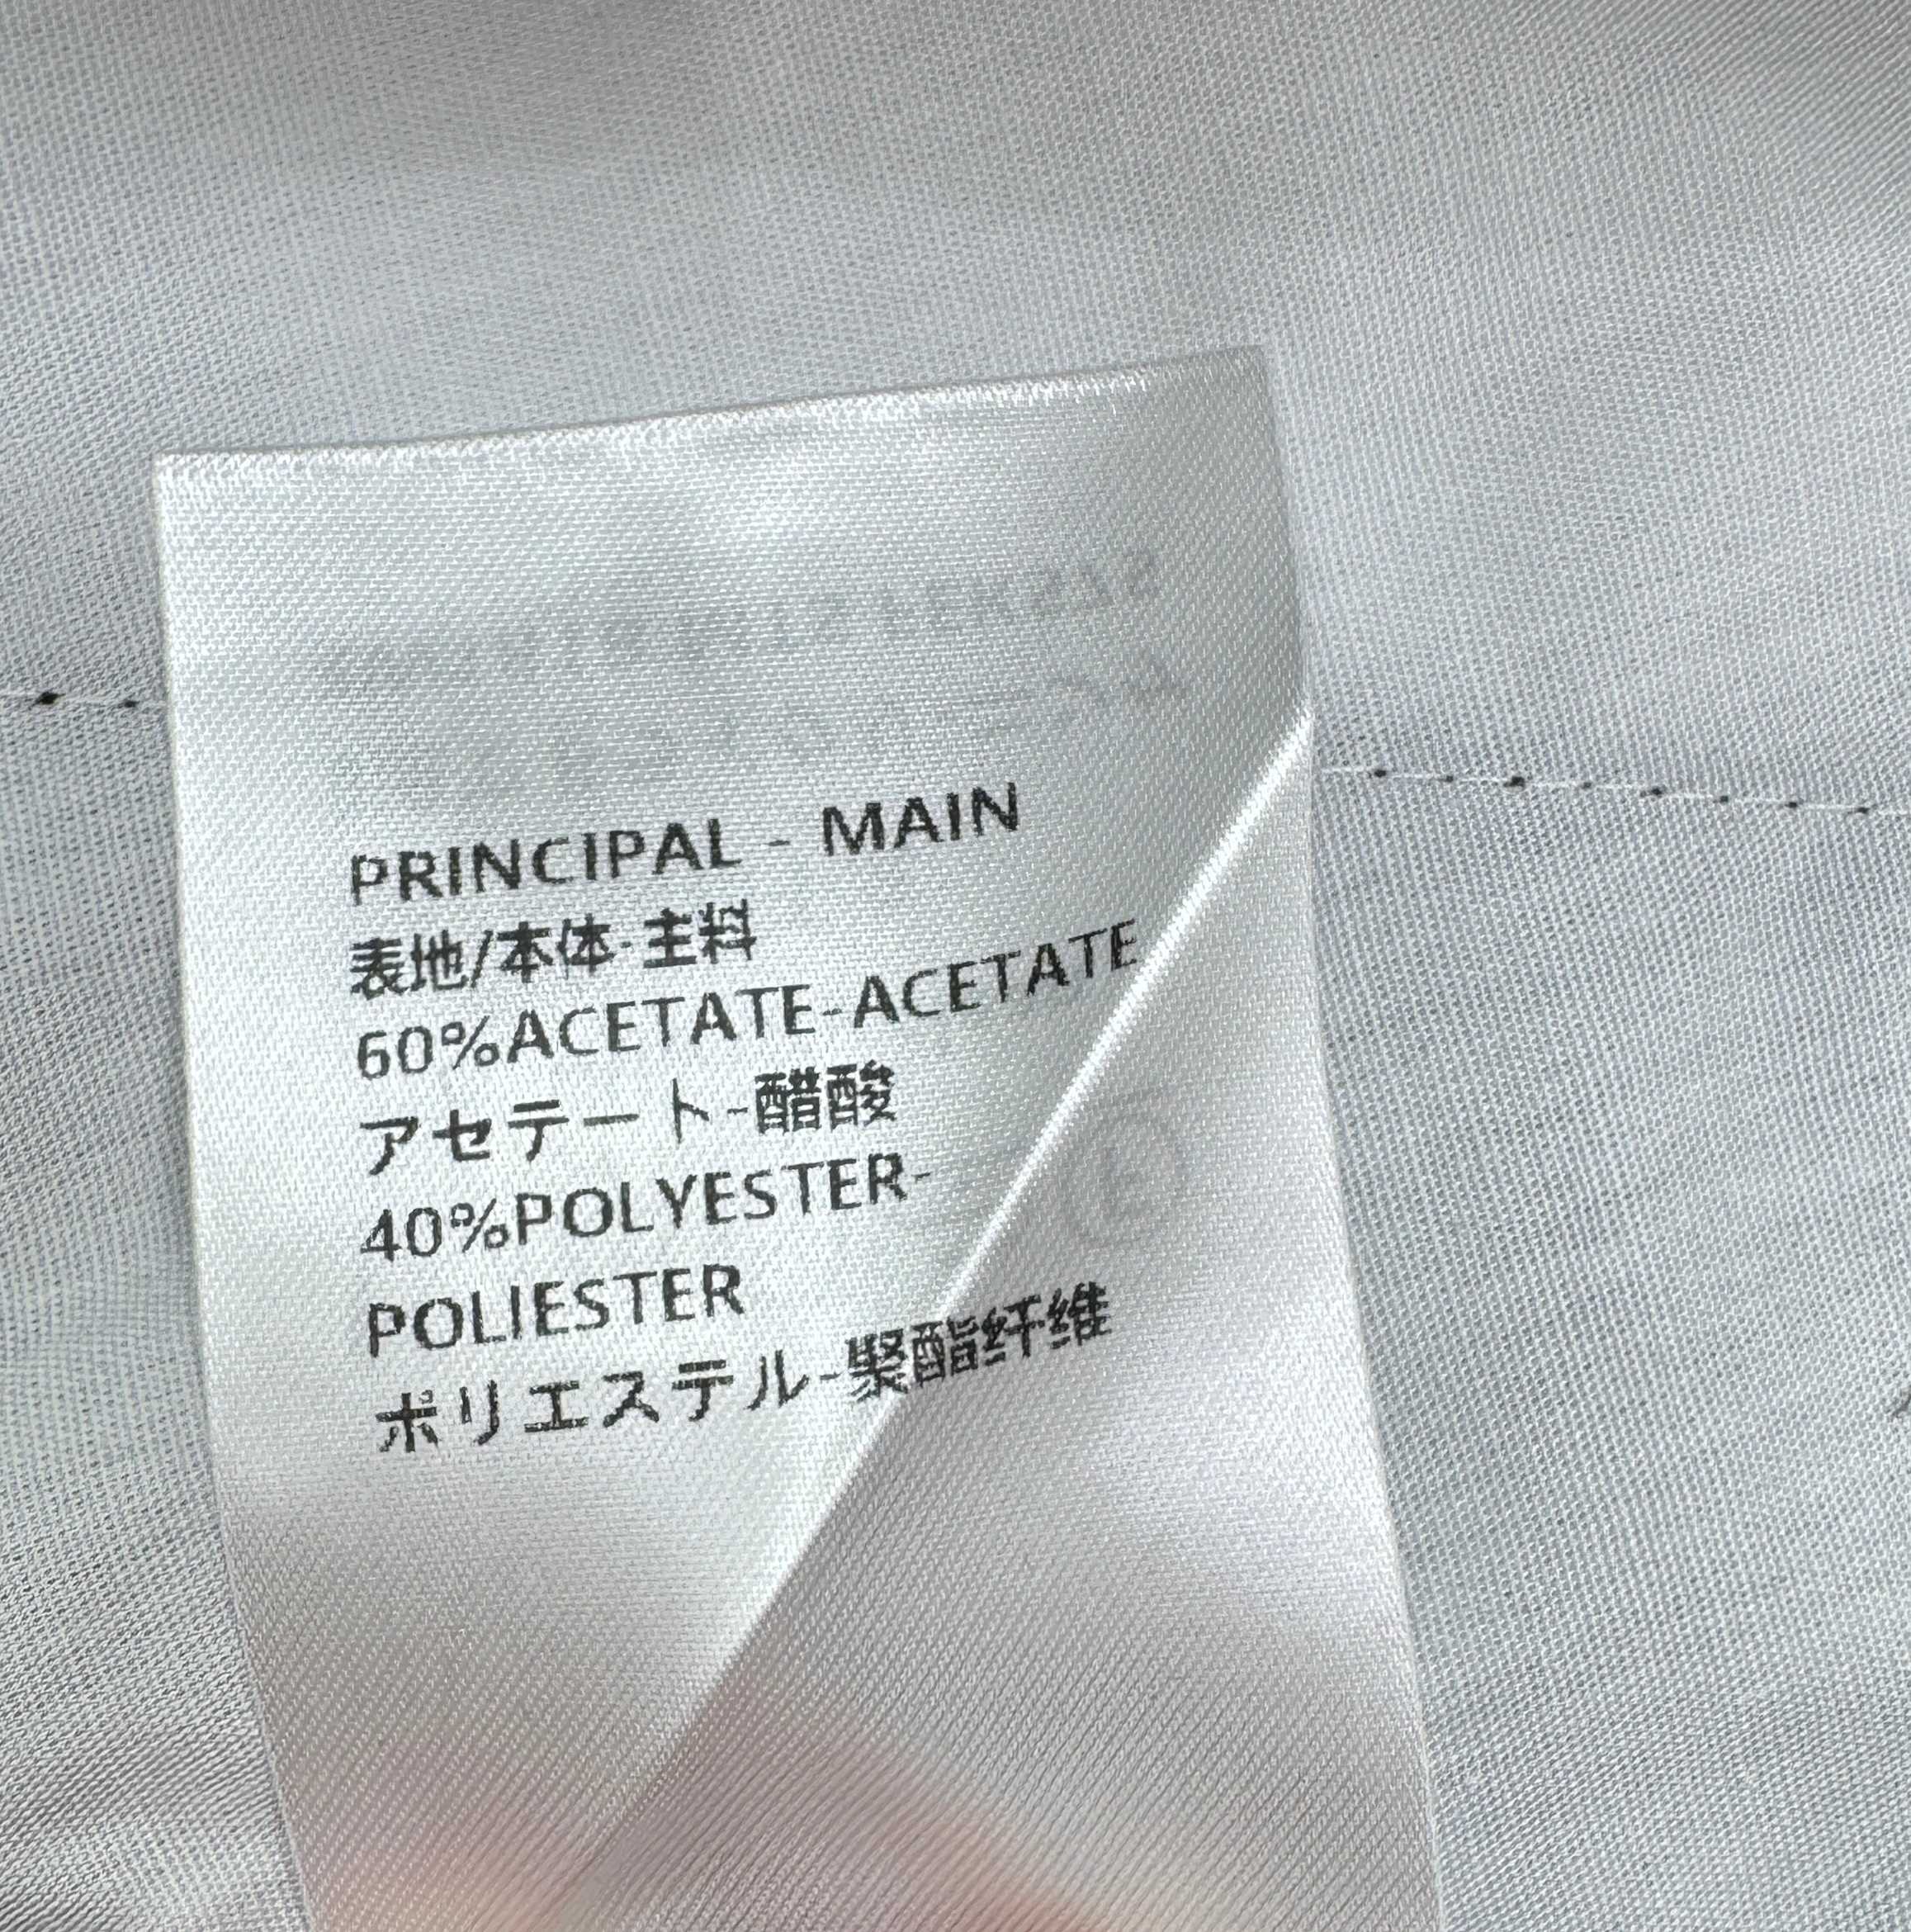 PRINCIPAL - MAIN
表地/本体-主料
60%ACETATE-ACETATE
アセテート-醋酸
40%POLYESTER-
POLIESTER
ポリエステル-聚酯纤维